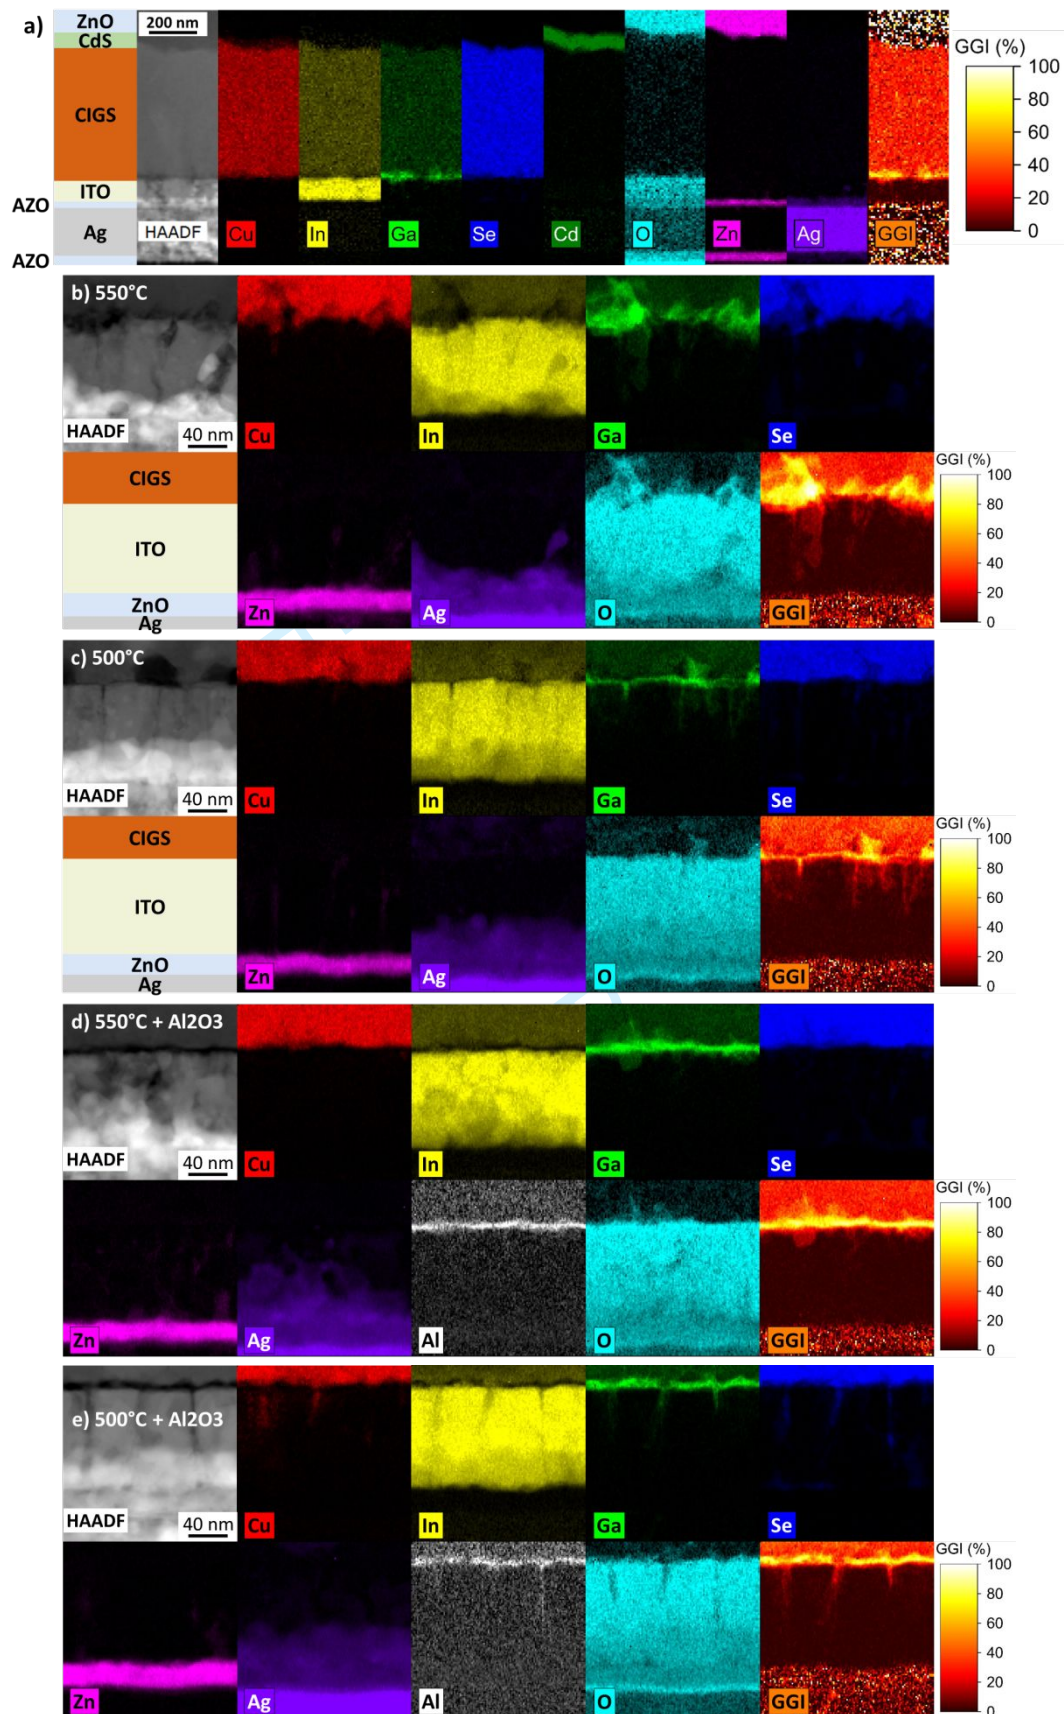 a)
ZnO
CdS
CIGS
ITO
AZO
Ag
AZO
200 nm
HAADF
Cu
In
Ga
Se
Cd
O
Zn
Ag
GGI
GGI (%)
100
80
60
40
20
0
b) 550°C
HAADF
40 nm
Cu
In
Ga
Se
CIGS
ITO
ZnO
Ag
Zn
Ag
O
GGI
GGI (%)
100
80
60
40
20
0
c) 500°C
HAADF
40 nm
Cu
In
Ga
Se
CIGS
ITO
ZnO
Ag
Zn
Ag
O
GGI
GGI (%)
100
80
60
40
20
0
d) 550°C + Al2O3
HAADF
40 nm
Cu
In
Ga
Se
Zn
Ag
Al
O
GGI
GGI (%)
100
80
60
40
20
0
e) 500°C + Al2O3
HAADF
40 nm
Cu
In
Ga
Se
Zn
Ag
Al
O
GGI
GGI (%)
100
80
60
40
20
0